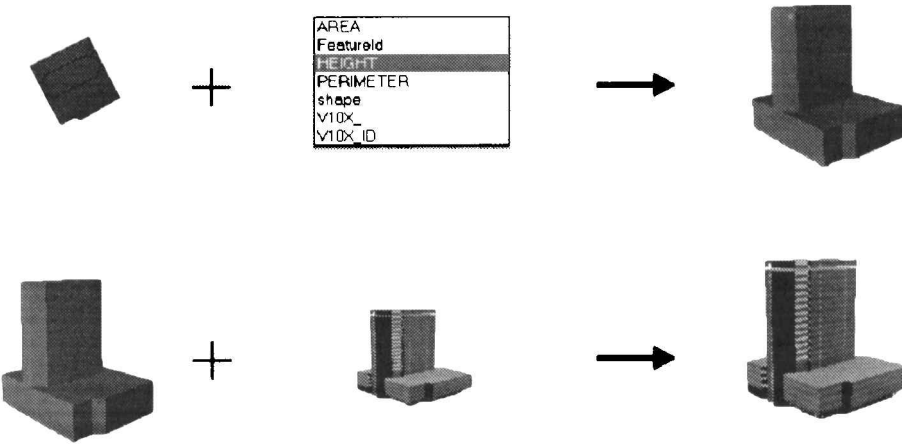 AREA
FeatureId
HEIGHT
PERIMETER
shape
V10X_
V10X_ID